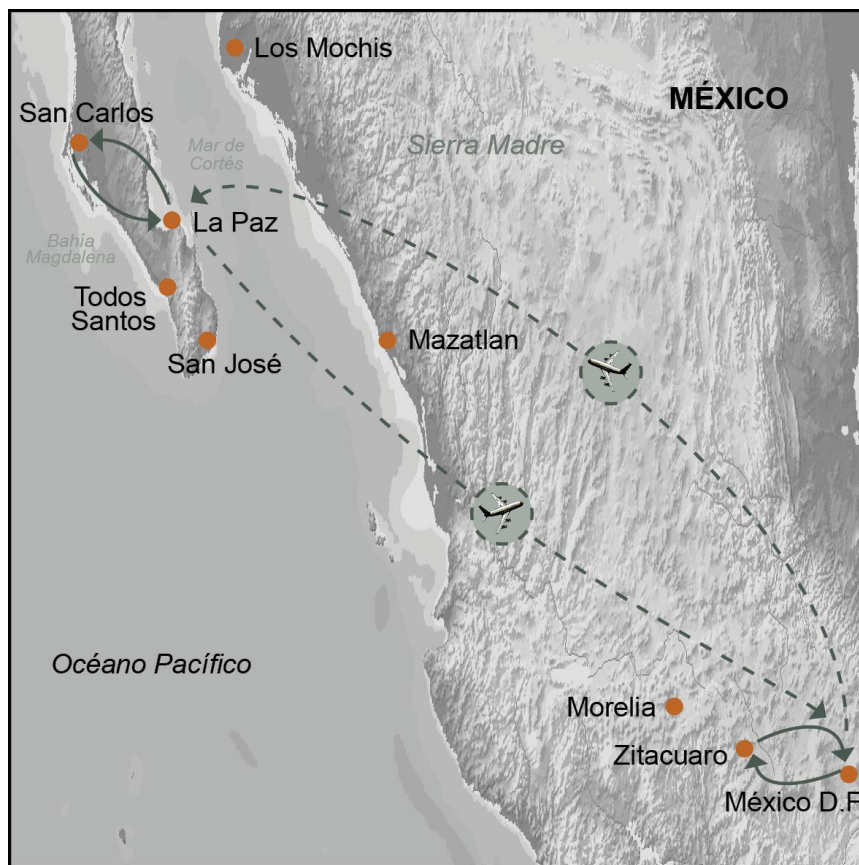 Los Mochis
MÉXICO
San Carlos
Mar de
Cortés
Sierra Madre
La Paz
Bahía
Magdalena
Todos
Santos
San José
Mazatlan
Océano Pacífico
Morelia
Zitacuaro
México D.F